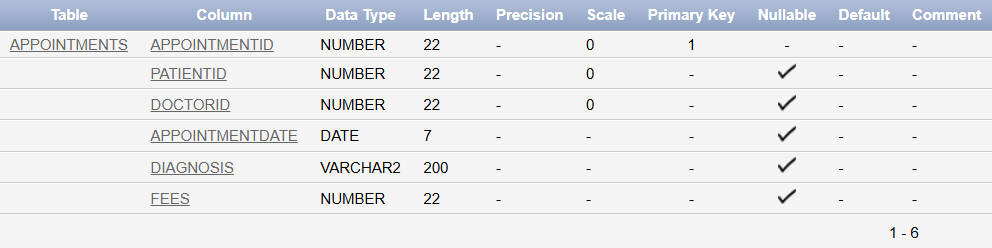 Table Column Data Type Length Precision Scale Primary Key Nullable Default Comment
APPOINTMENTS APPOINTMENTID NUMBER 22 - 0 1 - - -
PATIENTID NUMBER 22 - 0 - ✓ - -
DOCTORID NUMBER 22 - 0 - ✓ - -
APPOINTMENTDATE DATE 7 - - - ✓ - -
DIAGNOSIS VARCHAR2 200 - - - ✓ - -
FEES NUMBER 22 - - - ✓ - -
1 - 6